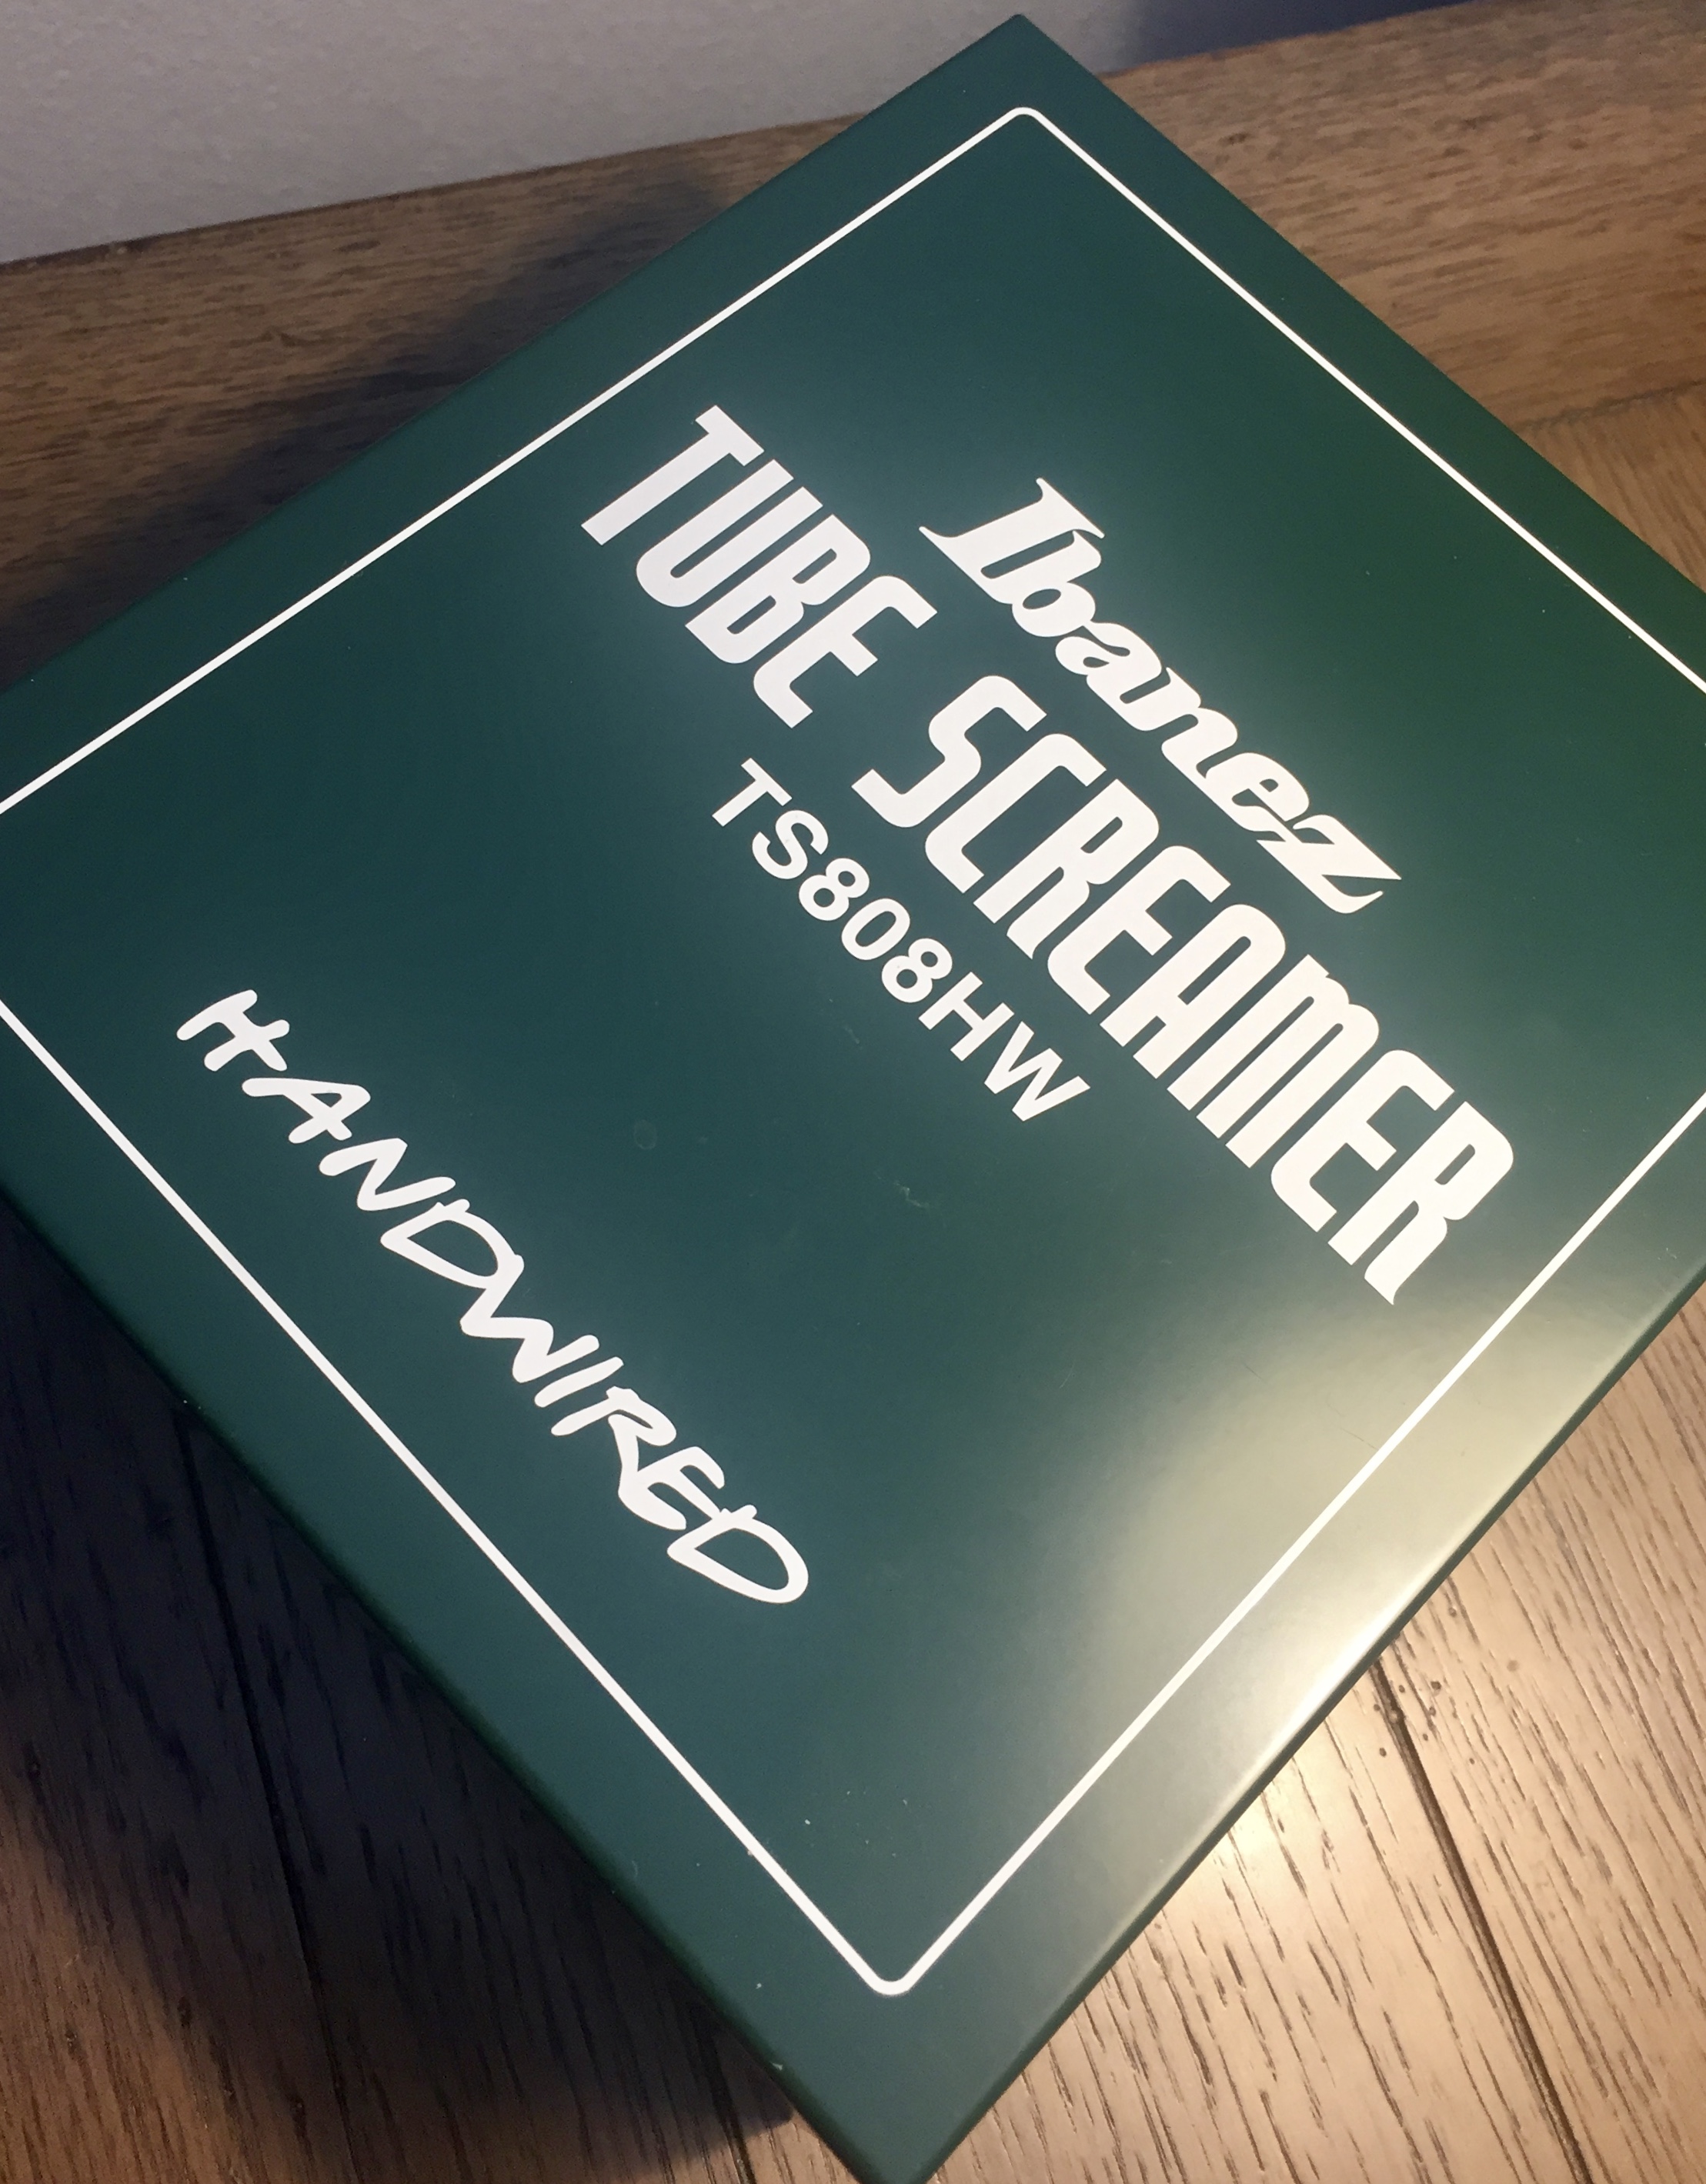 Ibanez
TUBE SCREAMER
TS808HW
HANDWIRED